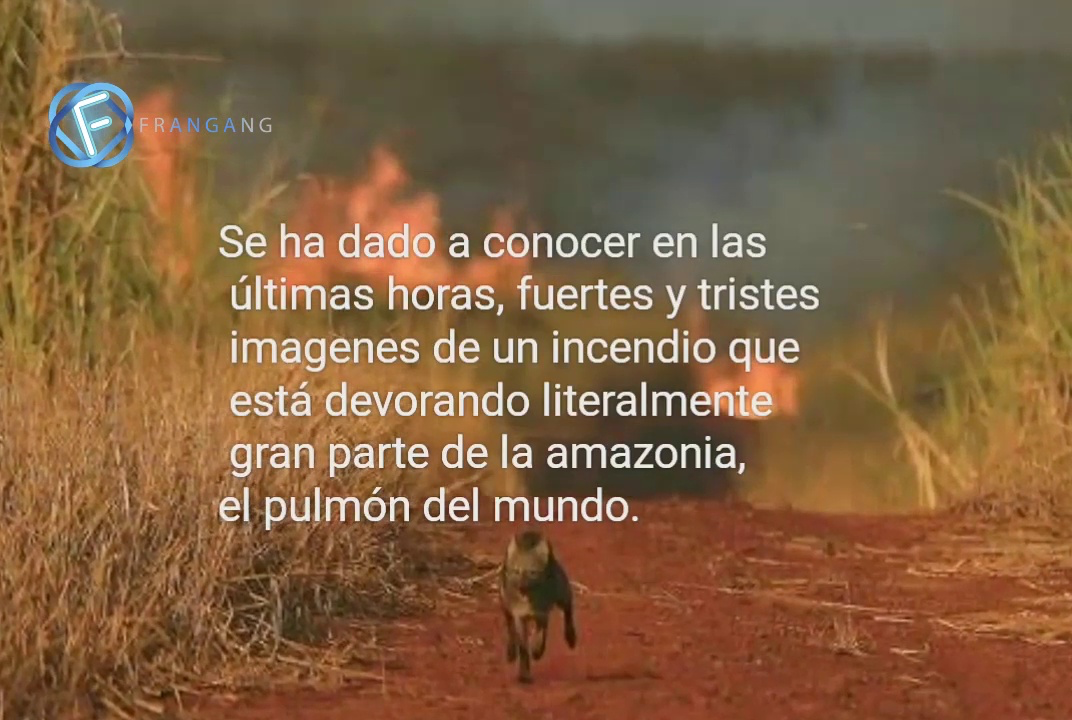 FRANGANG
Se ha dado a conocer en las
últimas horas, fuertes y tristes
imagenes de un incendio que
está devorando literalmente
gran parte de la amazonia,
el pulmón del mundo.